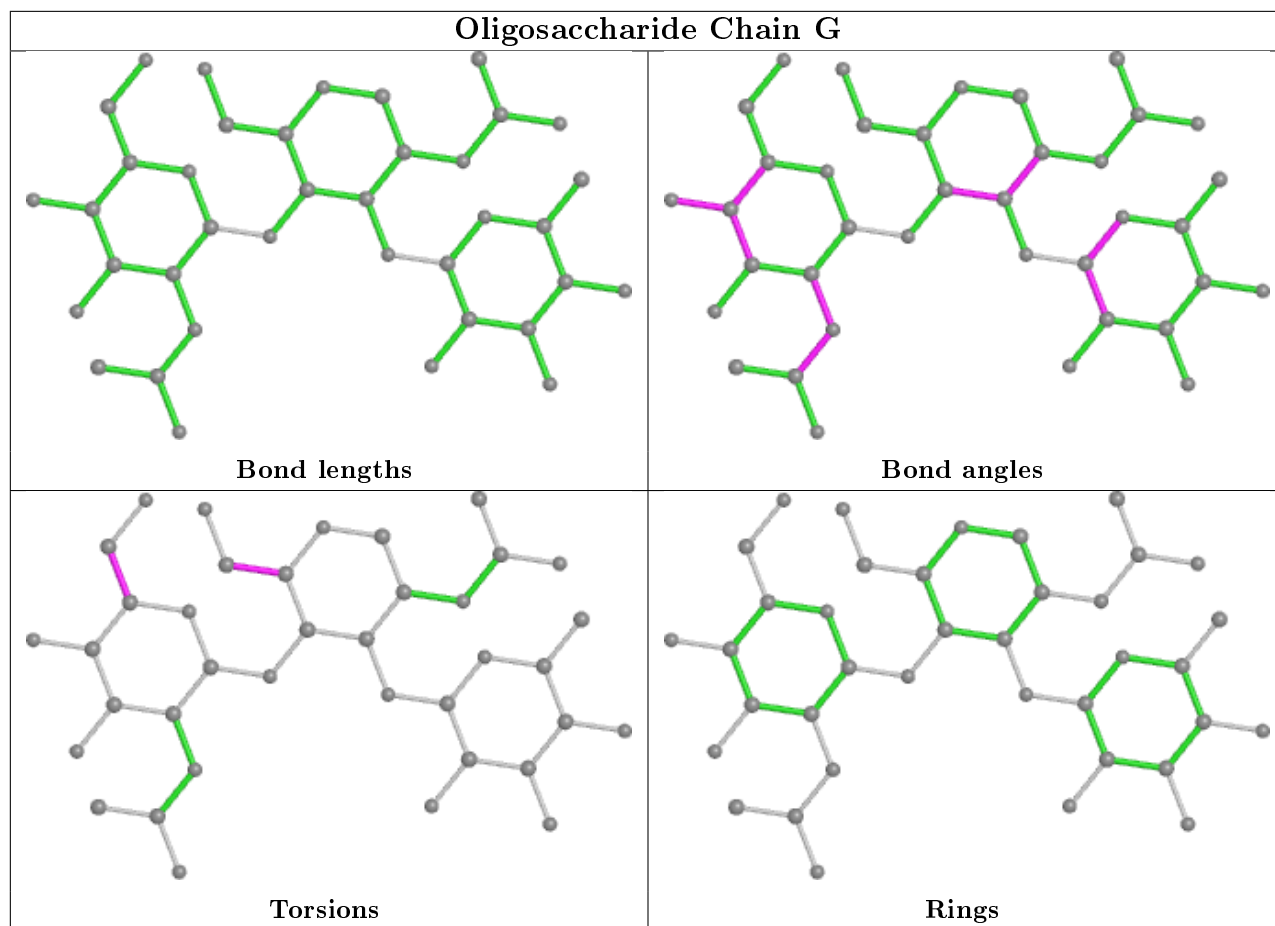 Oligosaccharide Chain G
Bond lengths
Bond angles
Torsions
Rings